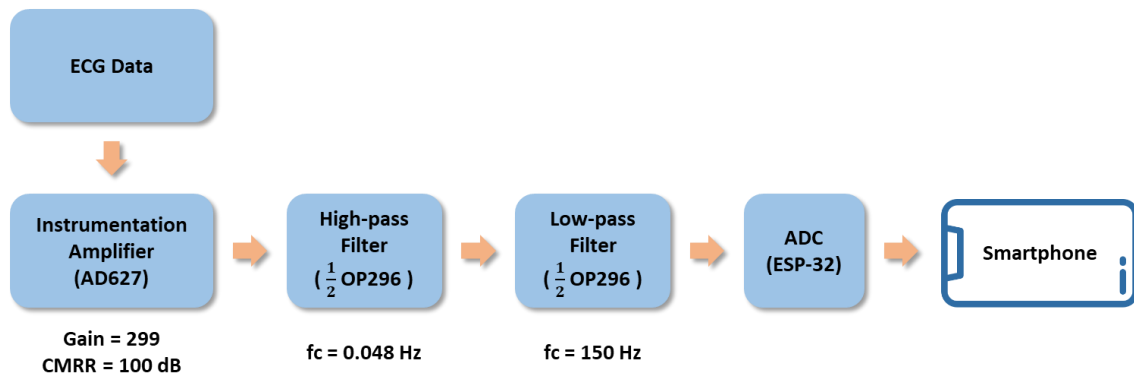 ECG Data
Instrumentation
Amplifier
(AD627)
Gain = 299
CMRR = 100 dB
High-pass
Filter
( 1/2 OP296 )
fc = 0.048 Hz
Low-pass
Filter
( 1/2 OP296 )
fc = 150 Hz
ADC
(ESP-32)
Smartphone